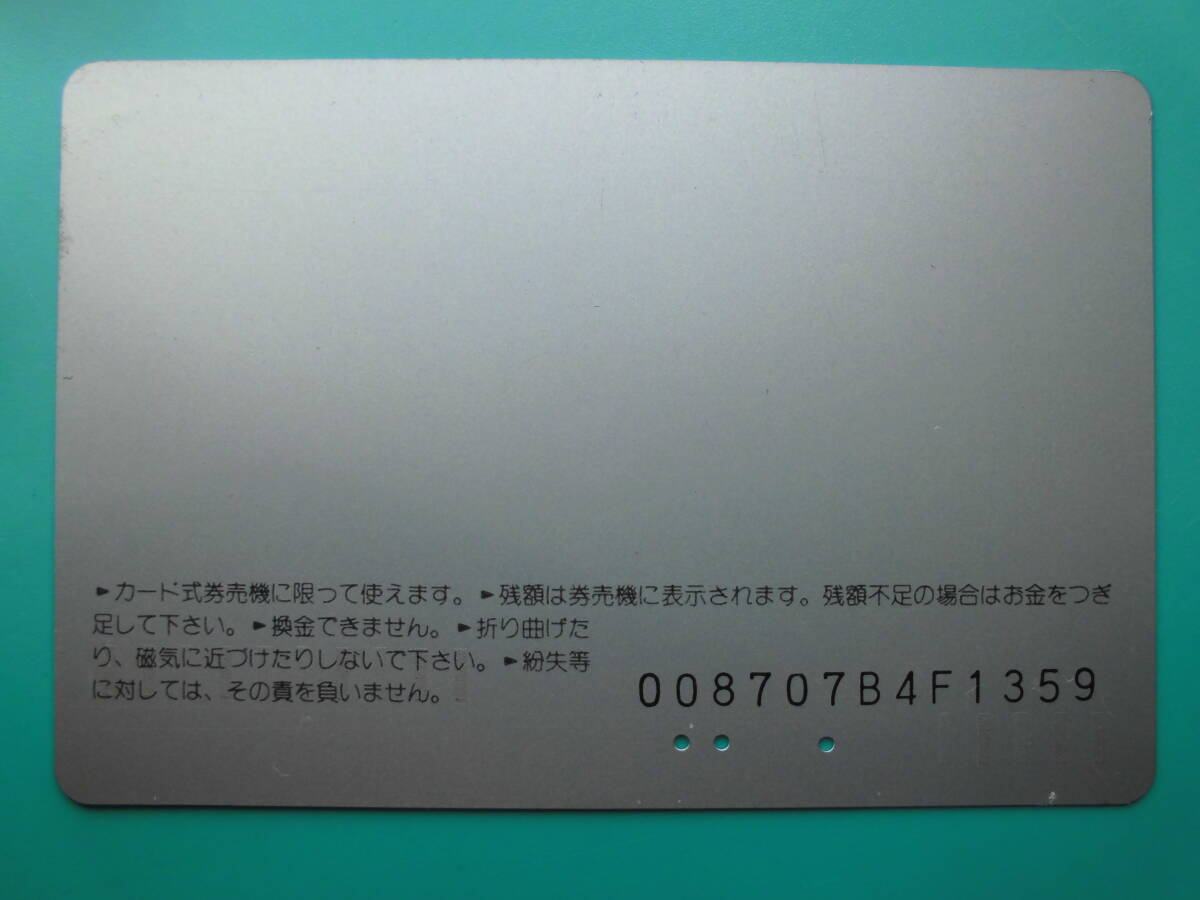 ►カード式券売機に限って使えます。►残額は券売機に表示されます。残額不足の場合はお金をつぎ
足して下さい。►換金できません。►折り曲げた
り、磁気に近づけたりしないで下さい。►紛失等
に対しては、その責を負いません。
008707B4F1359